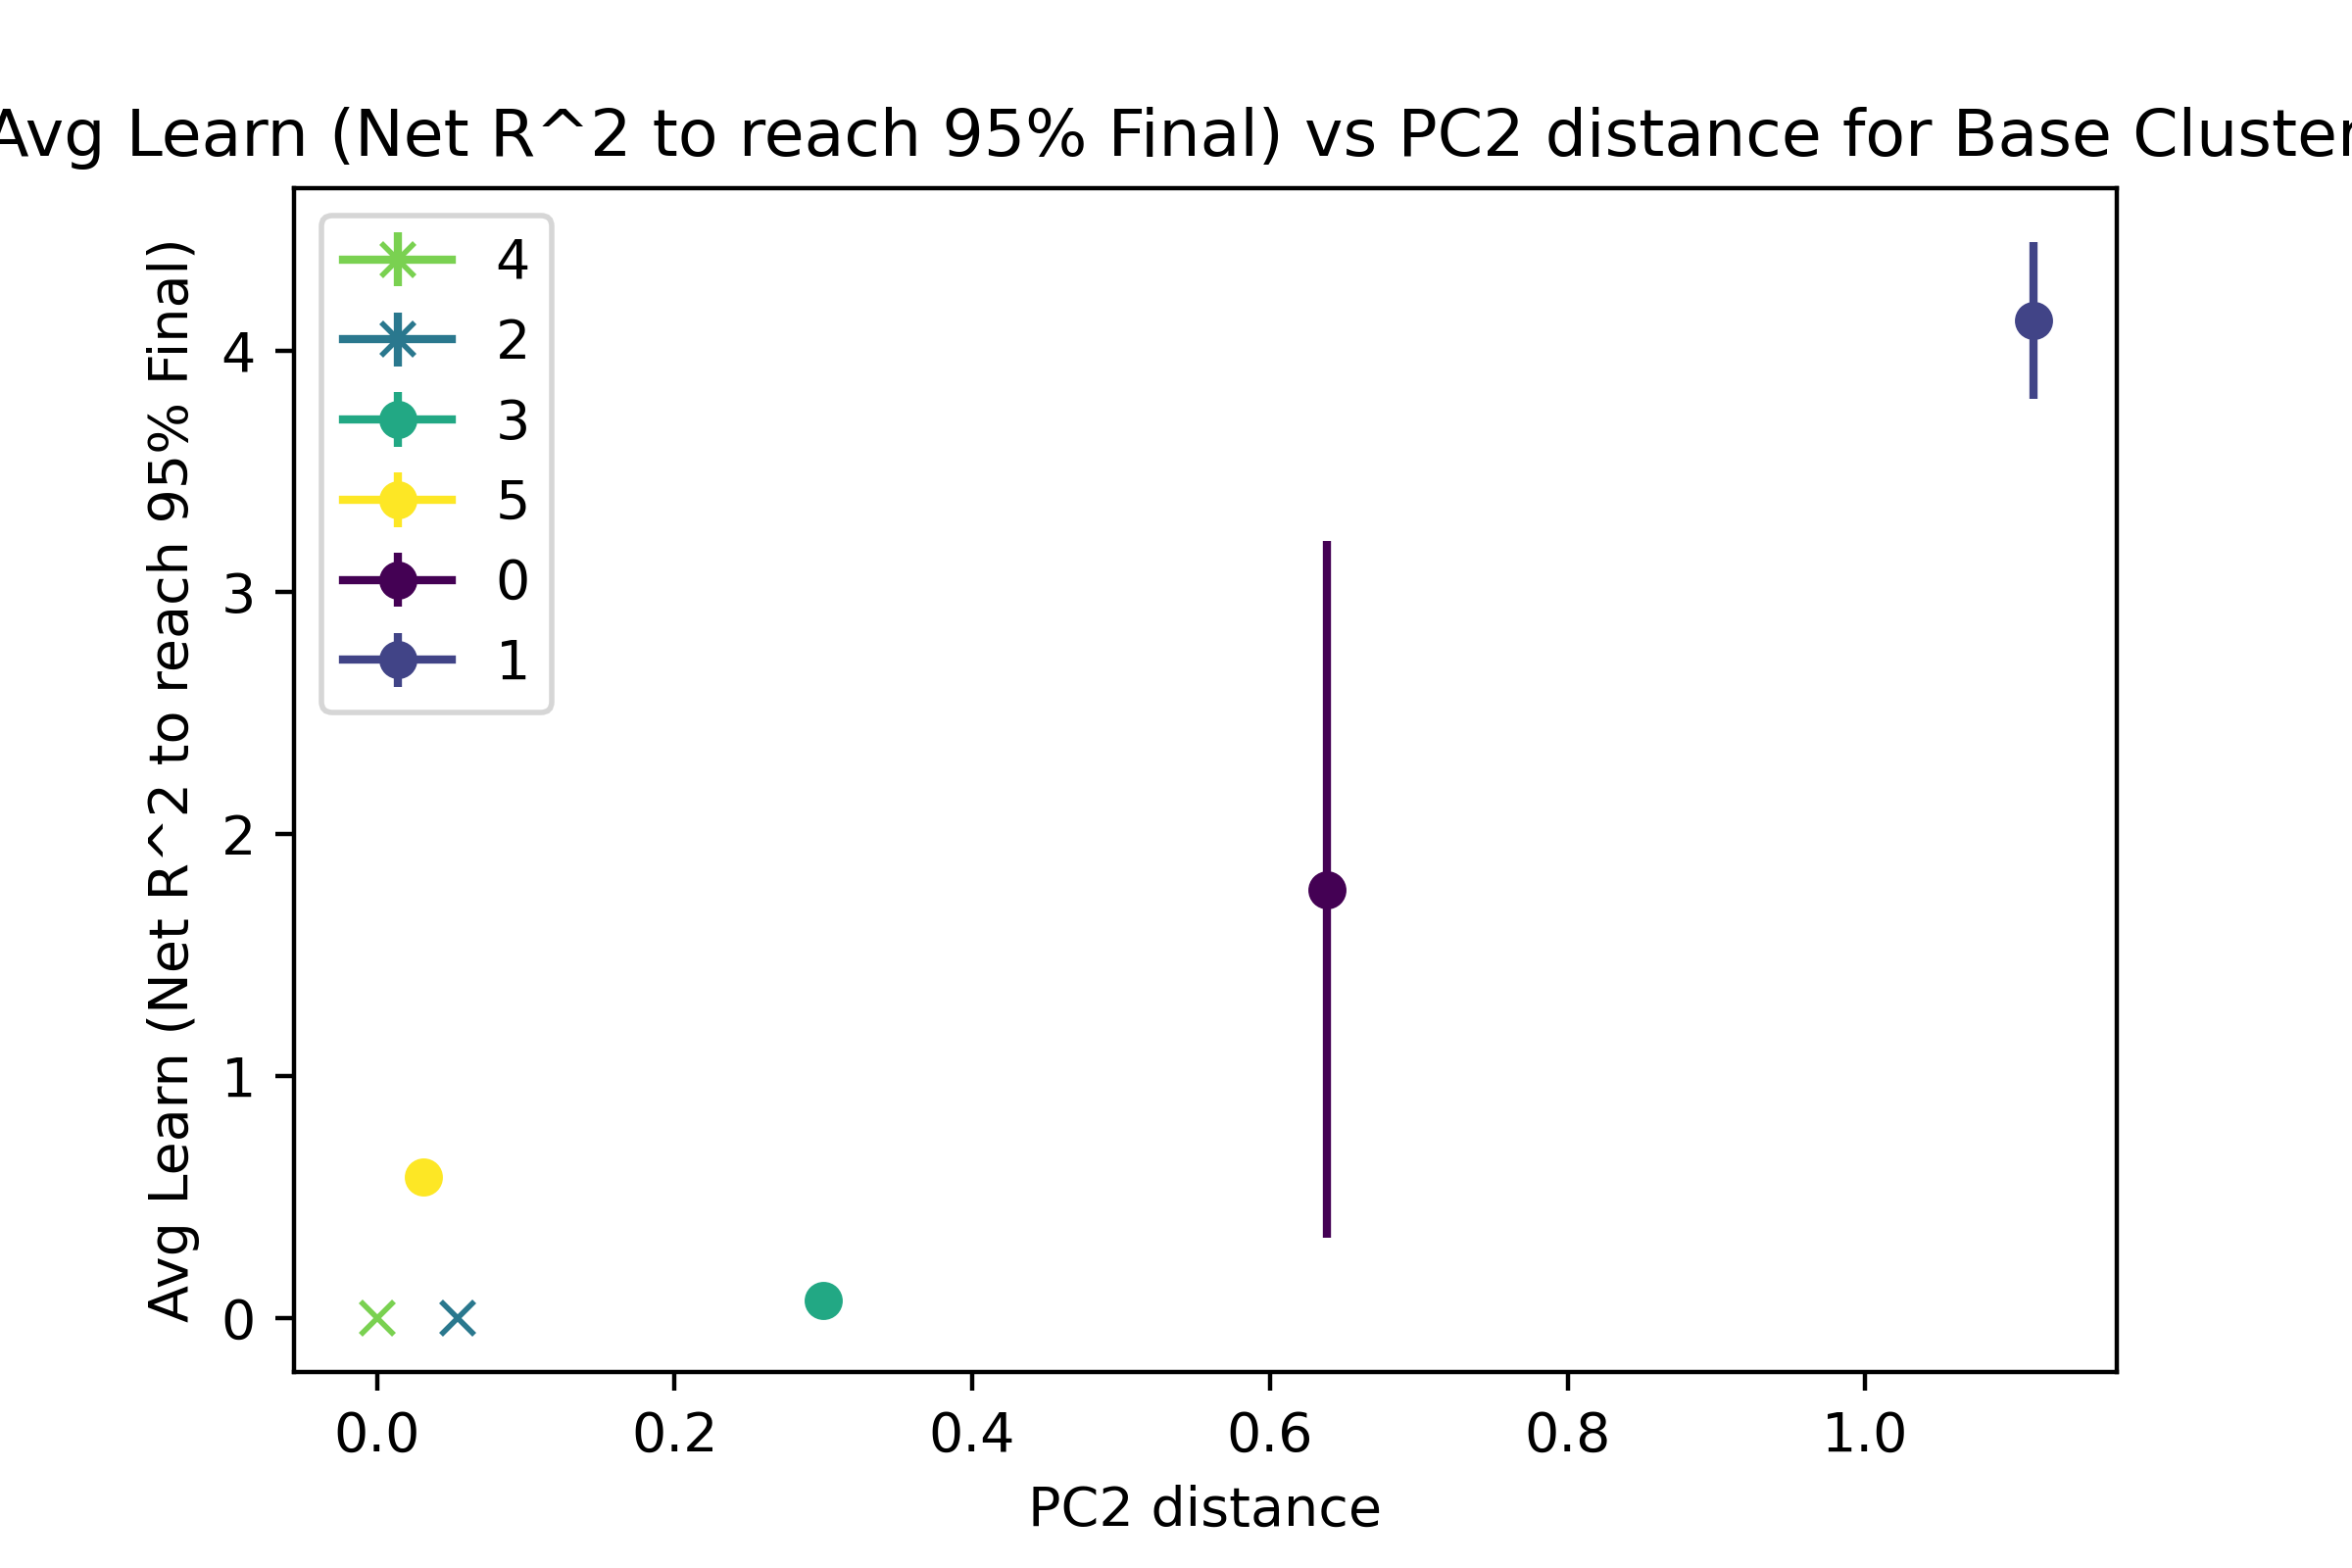 Avg Learn (Net R^2 to reach 95% Final) vs PC2 distance for Base Cluster
Avg Learn (Net R^2 to reach 95% Final)
4
3
2
1
0
4
2
3
5
0
1
0.0 0.2 0.4 0.6 0.8 1.0
PC2 distance